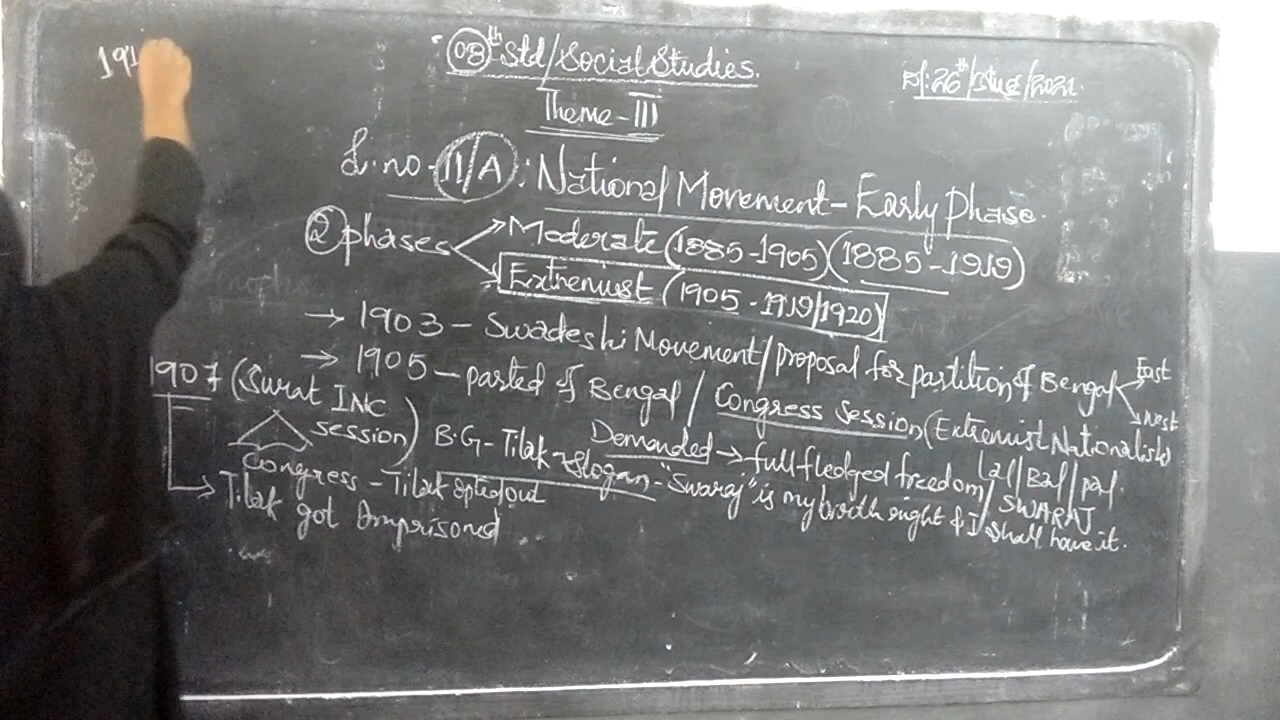 191
08th Std/Social Studies.
Dt:26th/ /2021
Theme-III
L.no-11/A: National Movement-Early Phase.
2 phases Moderate (1885-1905) (1885-1919)
Extremist (1905-1919/1920)
→ 1903 - Swadeshi Movement/proposal for partition of Bengal East West
→ 1905 - parted of Bengal / Congress Session (Extremist Nationalists) Lal/Bal/pal.
1907 (Surat INC session)
B.G-Tilak Demanded → full fledged freedom/ SWARAJ
slogan - "Swaraj" is my birth right & I shall have it.
Congress - Tilak opted out
→ Tilak got Imprisoned